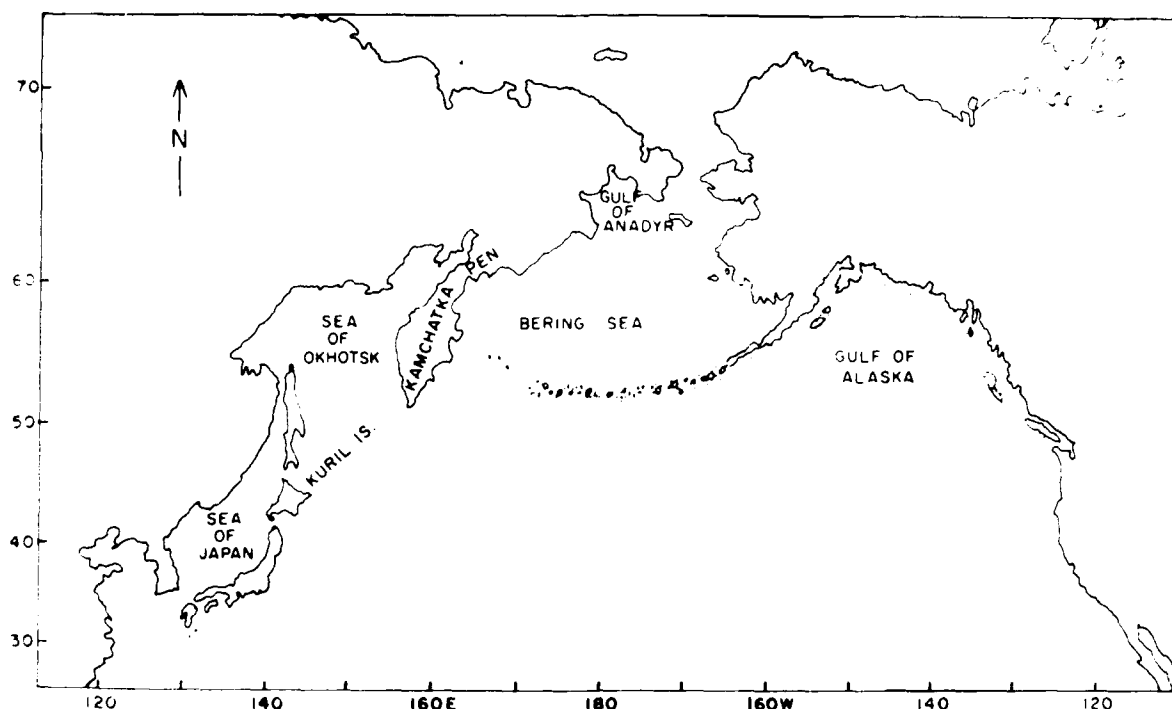 70
N
GULF
OF
ANADYR
60
KAMCHATKA PEN
SEA
OF
OKHOTSK
BERING SEA
GULF OF
ALASKA
50
KURIL IS.
SEA
OF
JAPAN
40
30
120 140 160E 180 160W 140 120